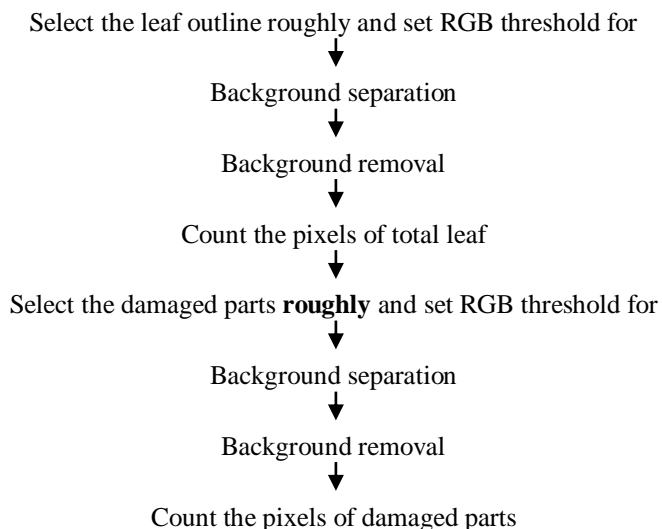 Select the leaf outline roughly and set RGB threshold for
Background separation
Background removal
Count the pixels of total leaf
Select the damaged parts roughly and set RGB threshold for
Background separation
Background removal
Count the pixels of damaged parts